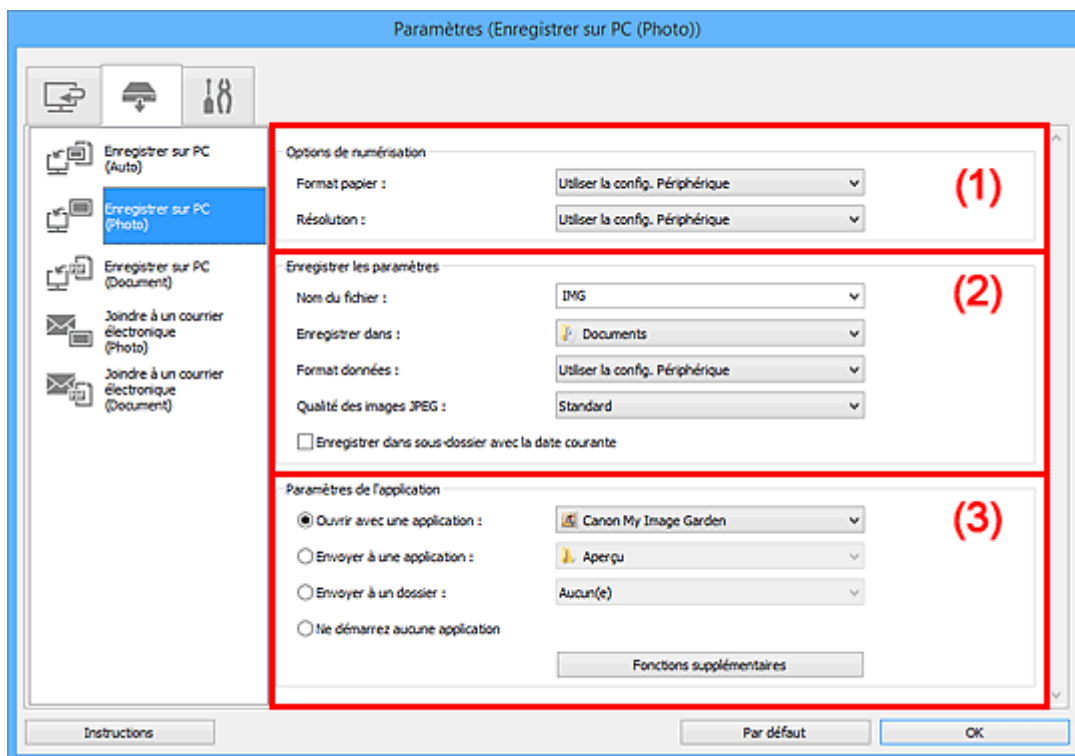 Paramètres (Enregistrer sur PC (Photo))
Enregistrer sur PC
(Auto)
Enregistrer sur PC
(Photo)
Enregistrer sur PC
(Document)
Joindre à un courrier
électronique
(Photo)
Joindre à un courrier
électronique
(Document)
Options de numérisation
(1)
Format papier : Utiliser la config. Périphérique
Résolution : Utiliser la config. Périphérique
Enregistrer les paramètres
(2)
Nom du fichier : IMG
Enregistrer dans : Documents
Format données : Utiliser la config. Périphérique
Qualité des images JPEG : Standard
Enregistrer dans sous-dossier avec la date courante
Paramètres de l'application
(3)
Ouvrir avec une application : Canon My Image Garden
Envoyer à une application : Aperçu
Envoyer à un dossier : Aucun(e)
Ne démarrez aucune application
Fonctions supplémentaires
Instructions
Par défaut
OK